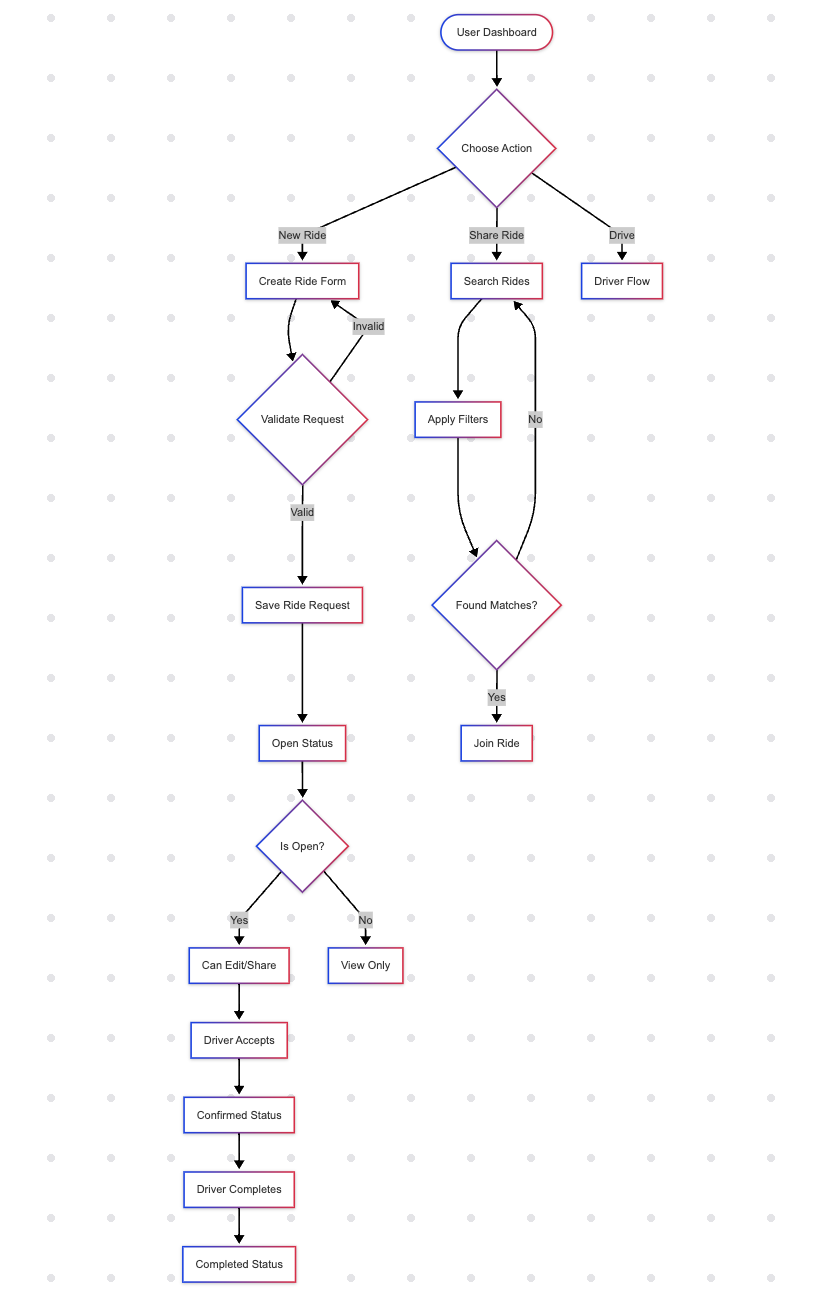 User Dashboard
Choose Action
New Ride
Share Ride
Drive
Create Ride Form
Search Rides
Driver Flow
Invalid
Validate Request
Apply Filters
No
Valid
Save Ride Request
Found Matches?
Yes
Open Status
Join Ride
Is Open?
Yes
No
Can Edit/Share
View Only
Driver Accepts
Confirmed Status
Driver Completes
Completed Status